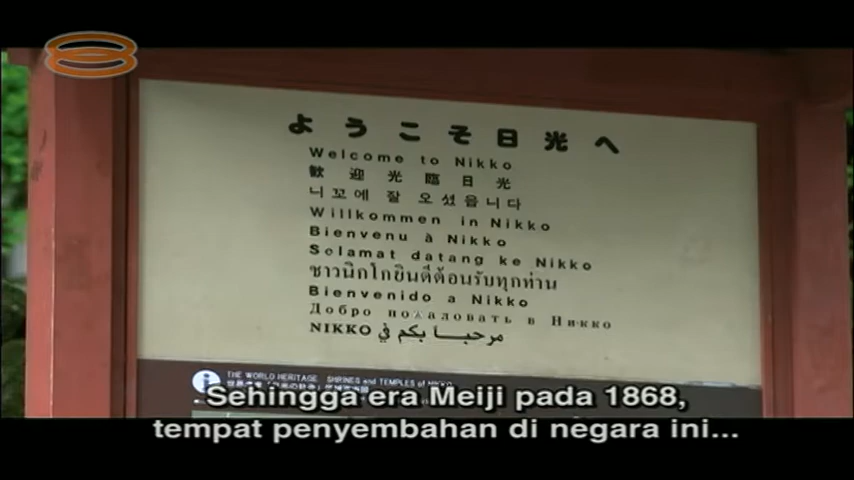 ようこそ日光へ
Welcome to Nikko
歡迎光臨日光
니꼬에 잘 오셨읍니다
Willkommen in Nikko
Bienvenu à Nikko
Selamat datang ke Nikko
ชาวนิกโกยินดีต้อนรับทุกท่าน
Bienvenido a Nikko
Добро пожаловать в Никко
NIKKO مرحبا بكم في
THE WORLD HERITAGE SHRINES and TEMPLES of NIKKO
Sehingga era Meiji pada 1868,
tempat penyembahan di negara ini...